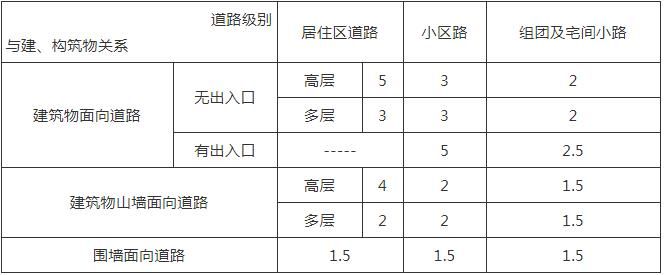 道路级别
与建、构筑物关系
居住区道路 小区路 组团及宅间小路
建筑物面向道路 无出入口 高层 5 3 2
多层 3 3 2
有出入口 ----- 5 2.5
建筑物山墙面向道路 高层 4 2 1.5
多层 2 2 1.5
围墙面向道路 1.5 1.5 1.5